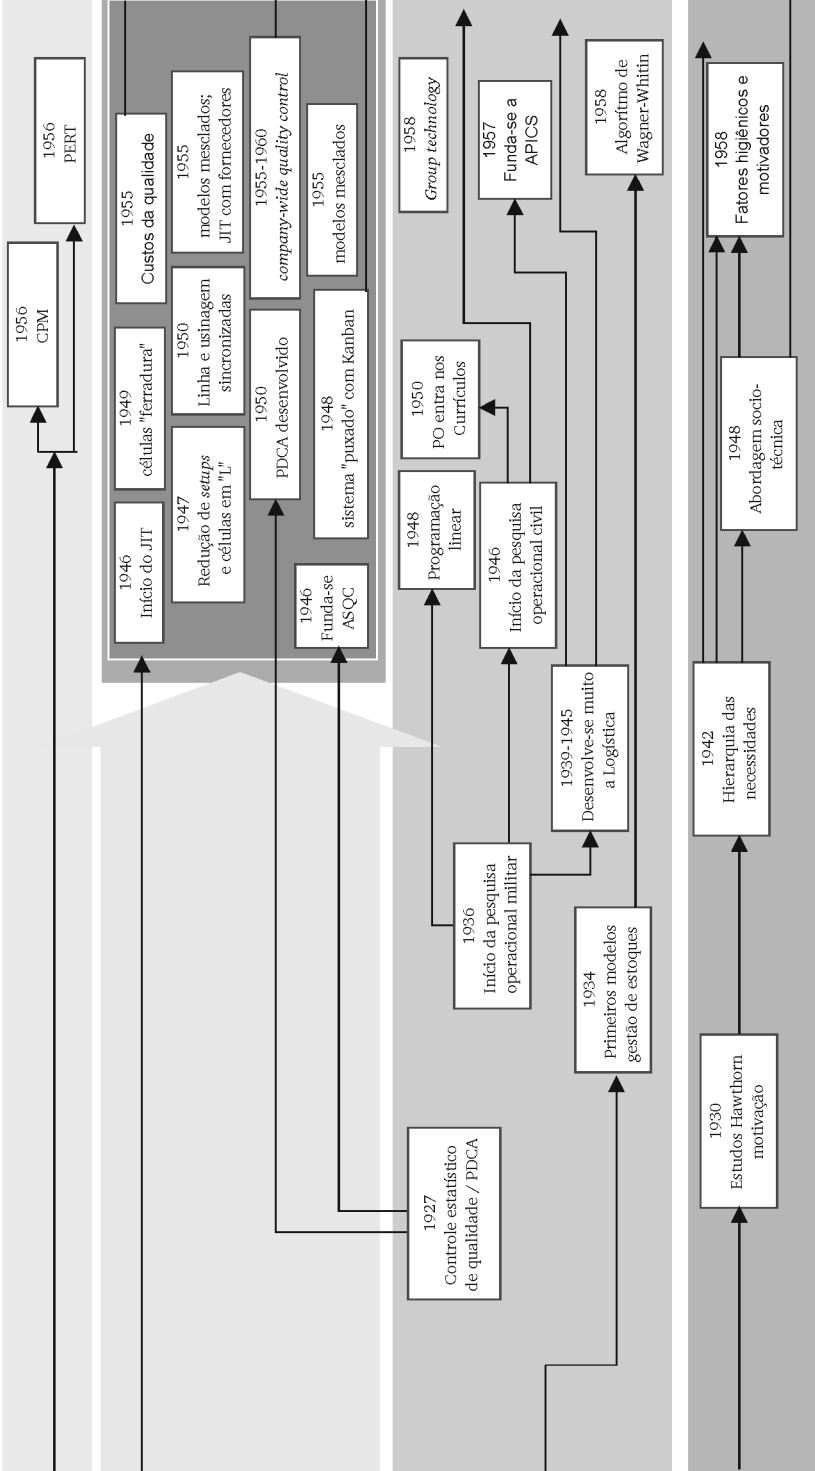 1956
CPM
1956
PERT
1946
Início do JIT
1949
células "ferradura"
1955
Custos da qualidade
1947
Redução de setups
e células em "L"
1950
Linha e usinagem
sincronizadas
1955
modelos mesclados;
JIT com fornecedores
1950
PDCA desenvolvido
1955-1960
company-wide quality control
1946
Funda-se
ASQC
1948
sistema "puxado" com Kanban
1955
modelos mesclados
1927
Controle estatístico
de qualidade / PDCA
1948
Programação
linear
1950
PO entra nos
Currículos
1958
Group technology
1936
Início da pesquisa
operacional militar
1946
Início da pesquisa
operacional civil
1957
Funda-se a
APICS
1939-1945
Desenvolve-se muito
a Logística
1934
Primeiros modelos
gestão de estoques
1958
Algorítmo de
Wagner-Whitin
1930
Estudos Hawthorn
motivação
1942
Hierarquia das
necessidades
1948
Abordagem socio-
técnica
1958
Fatores higiênicos e
motivadores